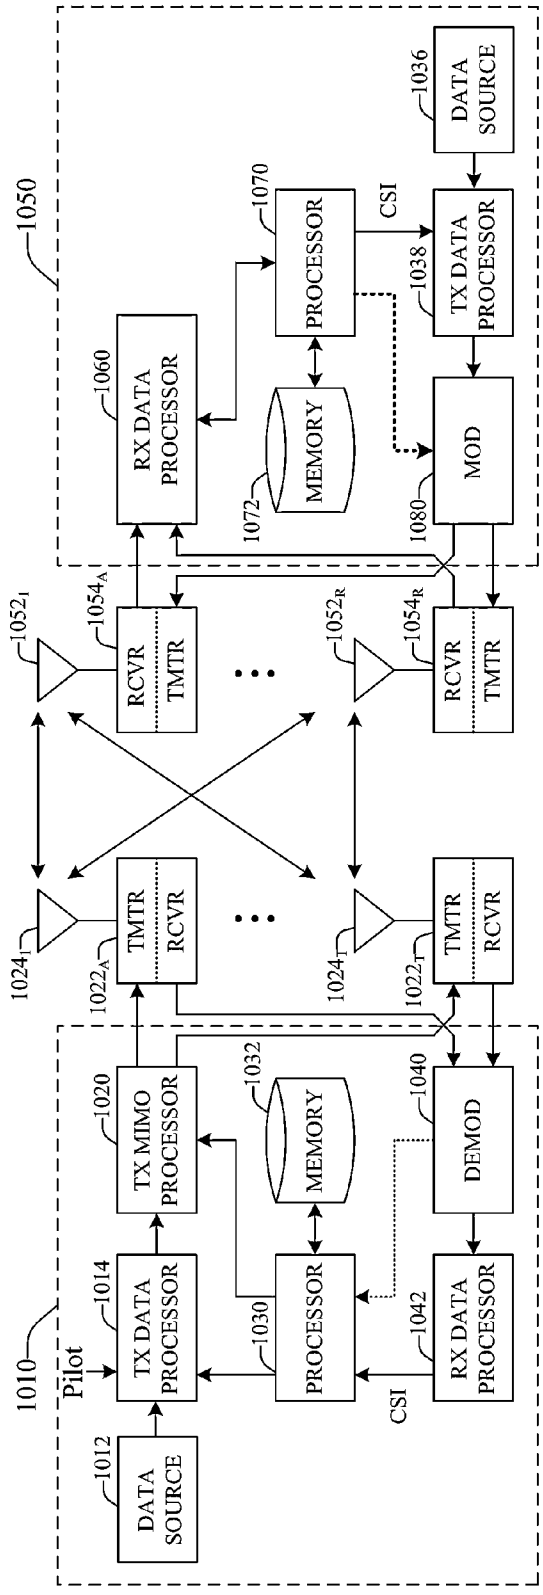 1010
1050
Pilot
1012
DATA
SOURCE
1014
TX DATA
PROCESSOR
1020
TX MIMO
PROCESSOR
1024₁
1022A
TMTR
RCVR
1052₁
1054A
RCVR
TMTR
1060
RX DATA
PROCESSOR
1030
PROCESSOR
1032
MEMORY
1072
MEMORY
1070
PROCESSOR
CSI
1042
RX DATA
PROCESSOR
1040
DEMOD
1024T
1022T
TMTR
RCVR
1052R
1054R
RCVR
TMTR
1080
MOD
1038
TX DATA
PROCESSOR
CSI
1036
DATA
SOURCE